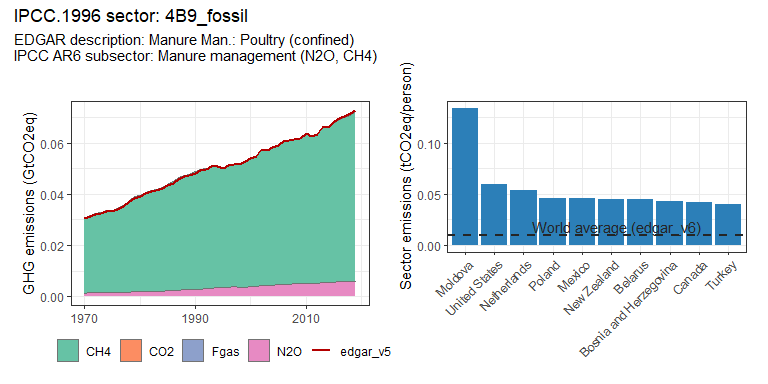 IPCC.1996 sector: 4B9_fossil
EDGAR description: Manure Man.: Poultry (confined)
IPCC AR6 subsector: Manure management (N2O, CH4)
GHG emissions (GtCO2eq)
0.06
0.04
0.02
0.00
1970
1990
2010
CH4
CO2
Fgas
N2O
edgar_v5
Sector emissions (tCO2eq/person)
0.10
0.05
0.00
World average (edgar_v6)
Moldova
United States
Netherlands
Poland
Mexico
New Zealand
Belarus
Bosnia and Herzegovina
Canada
Turkey